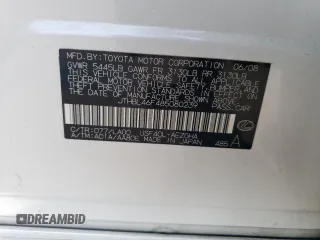 MFD.BY:TOYOTA MOTOR CORPORATION 06/08
GVWR 5445LB GAWR FR 3130LB RR 3130LB
THIS VEHICLE CONFORMS TO ALL APPLICABLE
FEDERAL MOTOR VEHICLE SAFETY, BUMPER,
AND THEFT PREVENTION STANDARDS IN EFFECT
ON THE DATE OF MANUFACTURE SHOWN ABOVE.
JTHBL46F485080239 PASS. CAR
C/TR:077/LA00 USF40L-AEZGHA
A/TM:A01A/AA80E MADE IN JAPAN 485 A
DREAMBID